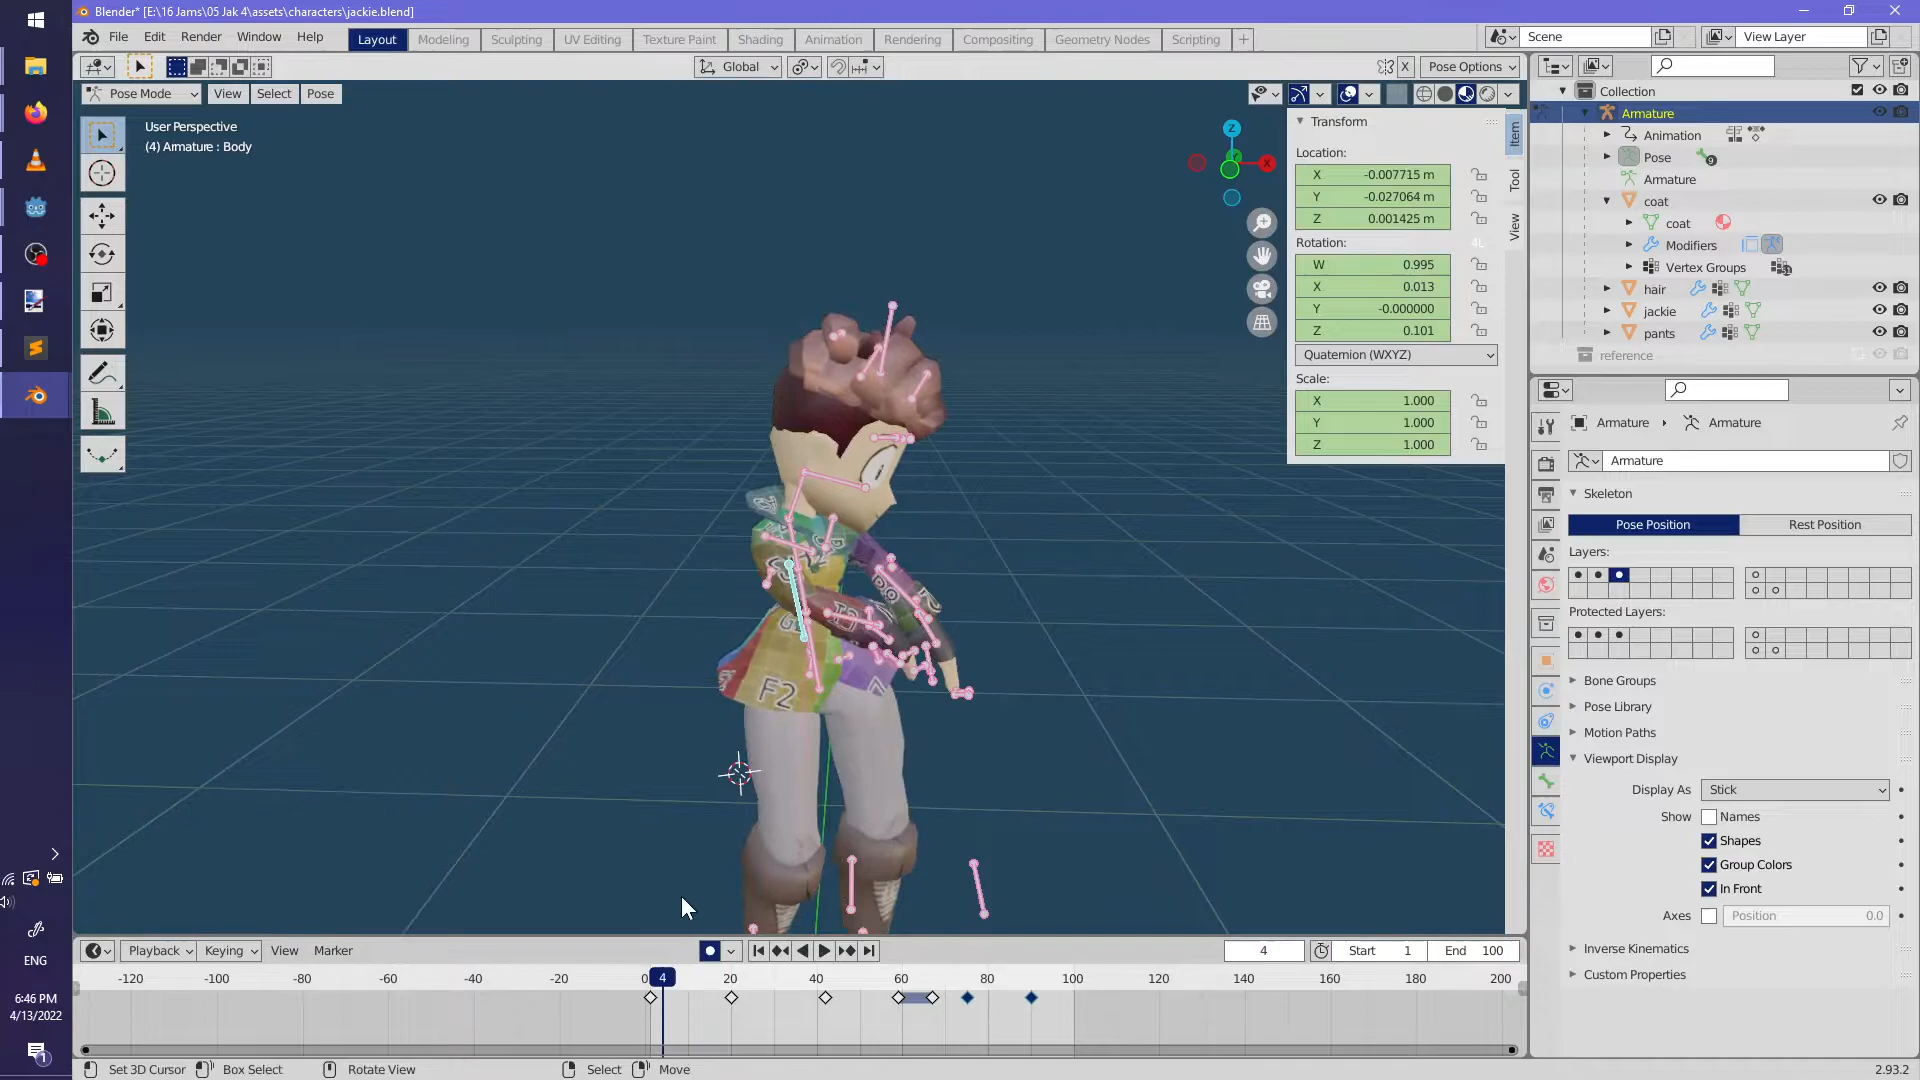 Blender* [E:\16 Jams\05 Jak 4\assets\characters\jackie.blend]
File Edit Render Window Help Layout Modeling Sculpting UV Editing Texture Paint Shading Animation Rendering Compositing Geometry Nodes Scripting Scene View Layer
Global X Pose Options
Pose Mode View Select Pose
Collection
Armature
Animation
Pose 9
Armature
coat
coat
Modifiers
Vertex Groups
hair
jackie
pants
reference
User Perspective
(4) Armature : Body
Z
X
Transform
Location:
X -0.007715 m
Y -0.027064 m
Z 0.001425 m
Rotation: 4L
W 0.995
X 0.013
Y -0.000000
Z 0.101
Quaternion (WXYZ)
Scale:
X 1.000
Y 1.000
Z 1.000
Item
Tool
View
F2
Armature Armature
Armature
Skeleton
Pose Position Rest Position
Layers:
Protected Layers:
Bone Groups
Pose Library
Motion Paths
Viewport Display
Display As Stick
Show Names
Shapes
Group Colors
In Front
Axes Position 0.0
Inverse Kinematics
Custom Properties
Playback Keying View Marker 4 Start 1 End 100
-120 -100 -80 -60 -40 -20 0 4 20 40 60 80 100 120 140 160 180 200
Set 3D Cursor Box Select Rotate View Select Move 2.93.2
ENG
6:46 PM
4/13/2022
1